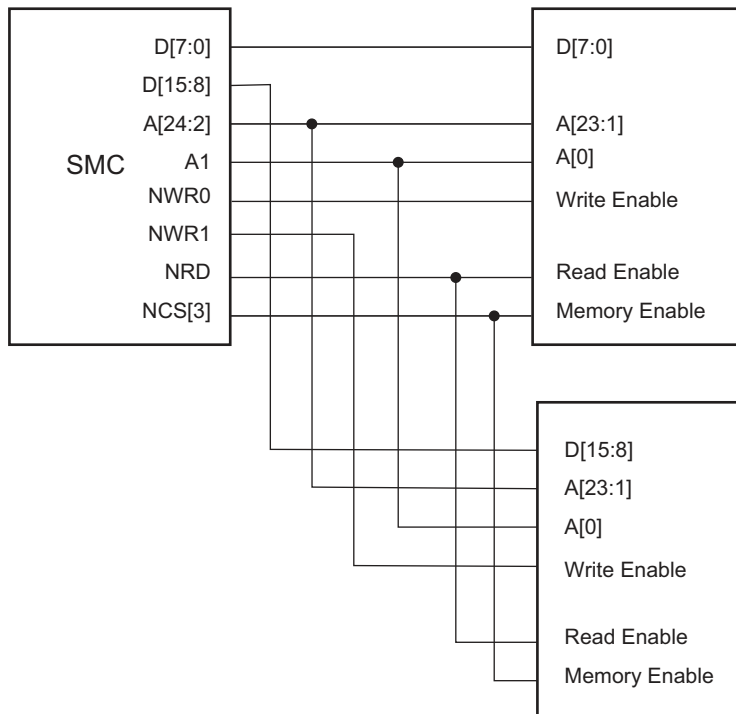 D[7:0]
D[15:8]
A[24:2]
SMC
A1
NWR0
NWR1
NRD
NCS[3]
D[7:0]
A[23:1]
A[0]
Write Enable
Read Enable
Memory Enable
D[15:8]
A[23:1]
A[0]
Write Enable
Read Enable
Memory Enable